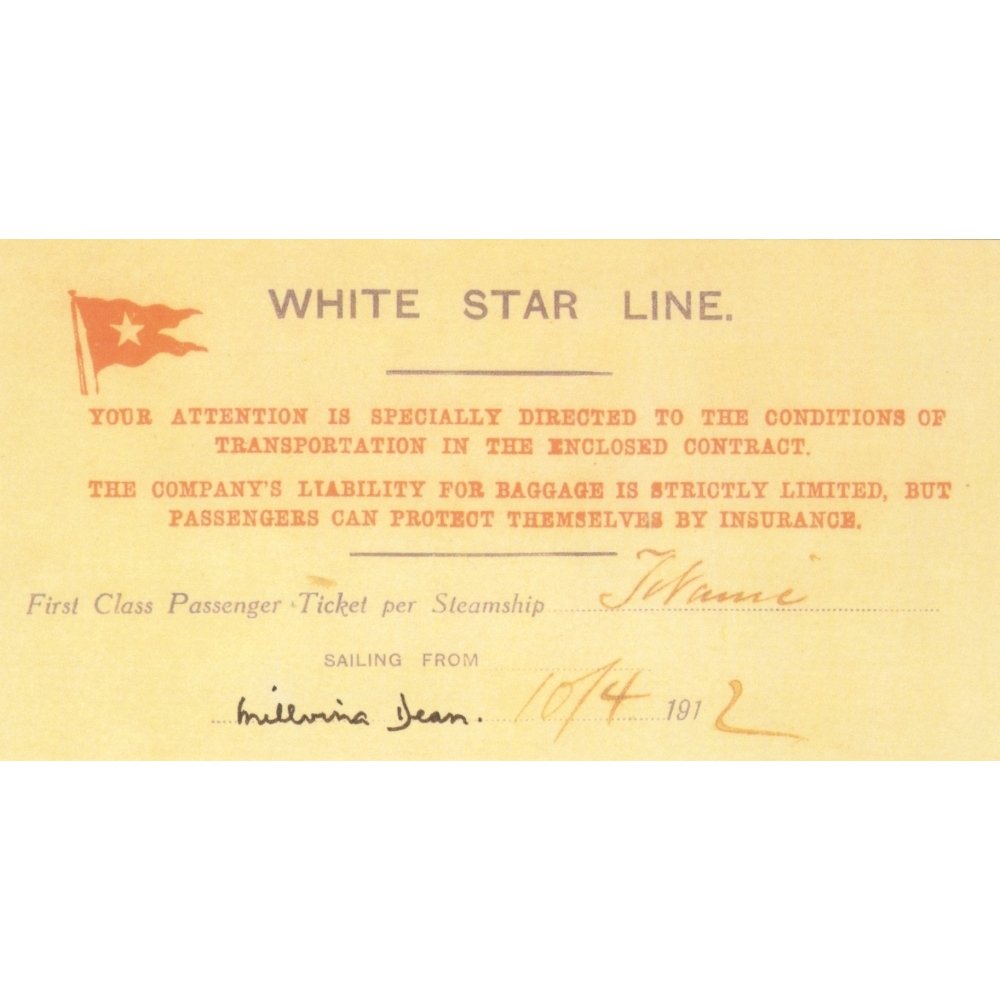 WHITE STAR LINE.
YOUR ATTENTION IS SPECIALLY DIRECTED TO THE CONDITIONS OF
TRANSPORTATION IN THE ENCLOSED CONTRACT.
THE COMPANY'S LIABILITY FOR BAGGAGE IS STRICTLY LIMITED, BUT
PASSENGERS CAN PROTECT THEMSELVES BY INSURANCE.
First Class Passenger Ticket per Steamship Titanic
SAILING FROM
Millvina Dean. 10/4 1912